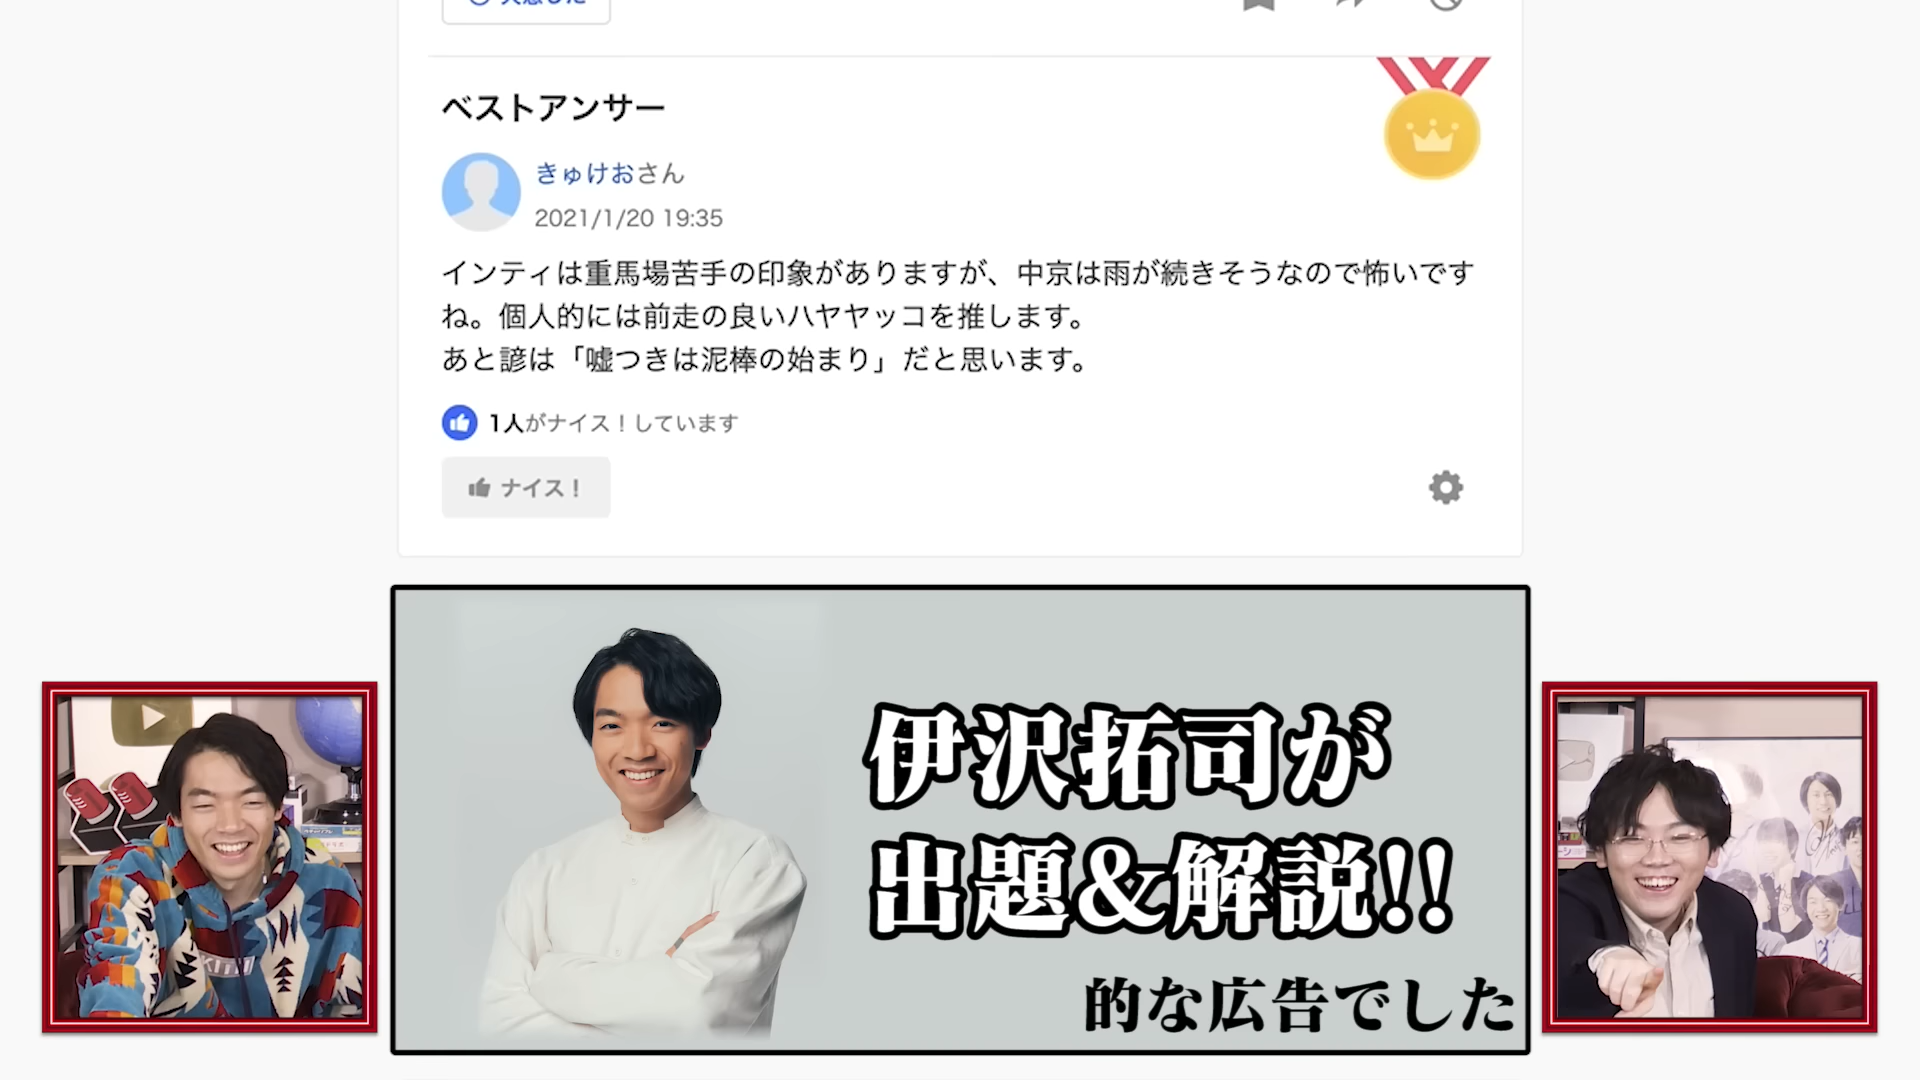 ベストアンサー
きゅけおさん
2021/1/20 19:35
インティは重馬場苦手の印象がありますが、中京は雨が続きそうなので怖いです
ね。個人的には前走の良いハヤヤッコを推します。
あと諺は「嘘つきは泥棒の始まり」だと思います。
1人がナイス！しています
ナイス！
伊沢拓司が
出題&解説!!
的な広告でした
KITH